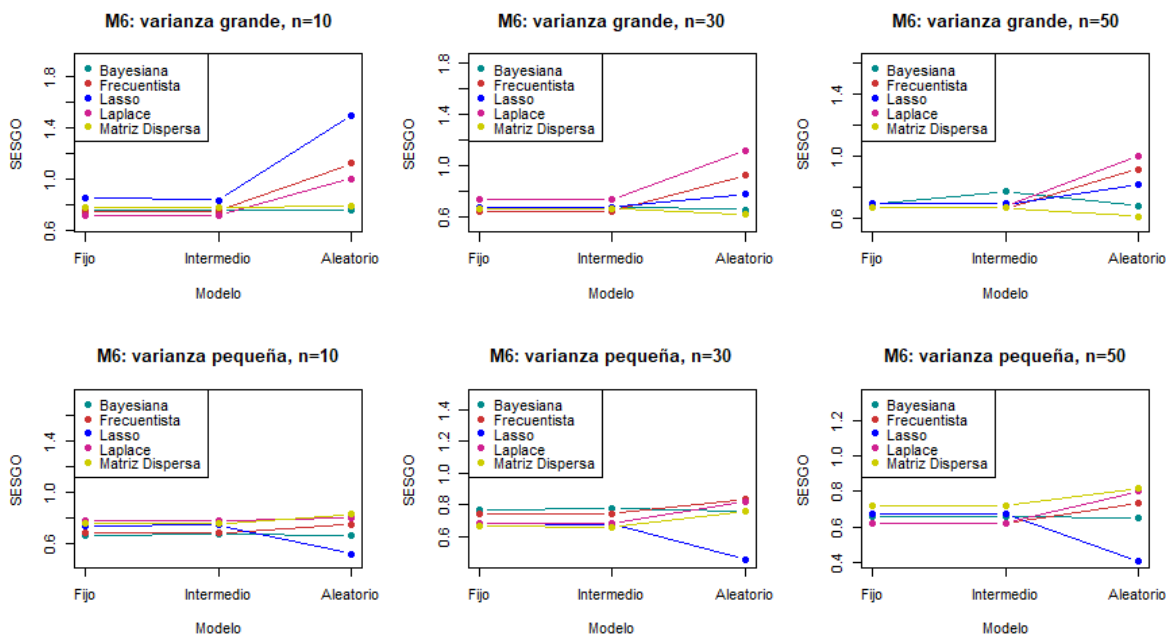 M6: varianza grande, n=10
SESGO
1.8
1.4
1.0
0.6
Bayesiana
Frecuentista
Lasso
Laplace
Matriz Dispersa
Fijo Intermedio Aleatorio
Modelo
M6: varianza grande, n=30
SESGO
1.8
1.4
1.0
0.6
Bayesiana
Frecuentista
Lasso
Laplace
Matriz Dispersa
Fijo Intermedio Aleatorio
Modelo
M6: varianza grande, n=50
SESGO
1.4
1.0
0.6
Bayesiana
Frecuentista
Lasso
Laplace
Matriz Dispersa
Fijo Intermedio Aleatorio
Modelo
M6: varianza pequeña, n=10
SESGO
1.4
1.0
0.6
Bayesiana
Frecuentista
Lasso
Laplace
Matriz Dispersa
Fijo Intermedio Aleatorio
Modelo
M6: varianza pequeña, n=30
SESGO
1.4
1.2
1.0
0.8
0.6
Bayesiana
Frecuentista
Lasso
Laplace
Matriz Dispersa
Fijo Intermedio Aleatorio
Modelo
M6: varianza pequeña, n=50
SESGO
1.2
1.0
0.8
0.6
0.4
Bayesiana
Frecuentista
Lasso
Laplace
Matriz Dispersa
Fijo Intermedio Aleatorio
Modelo